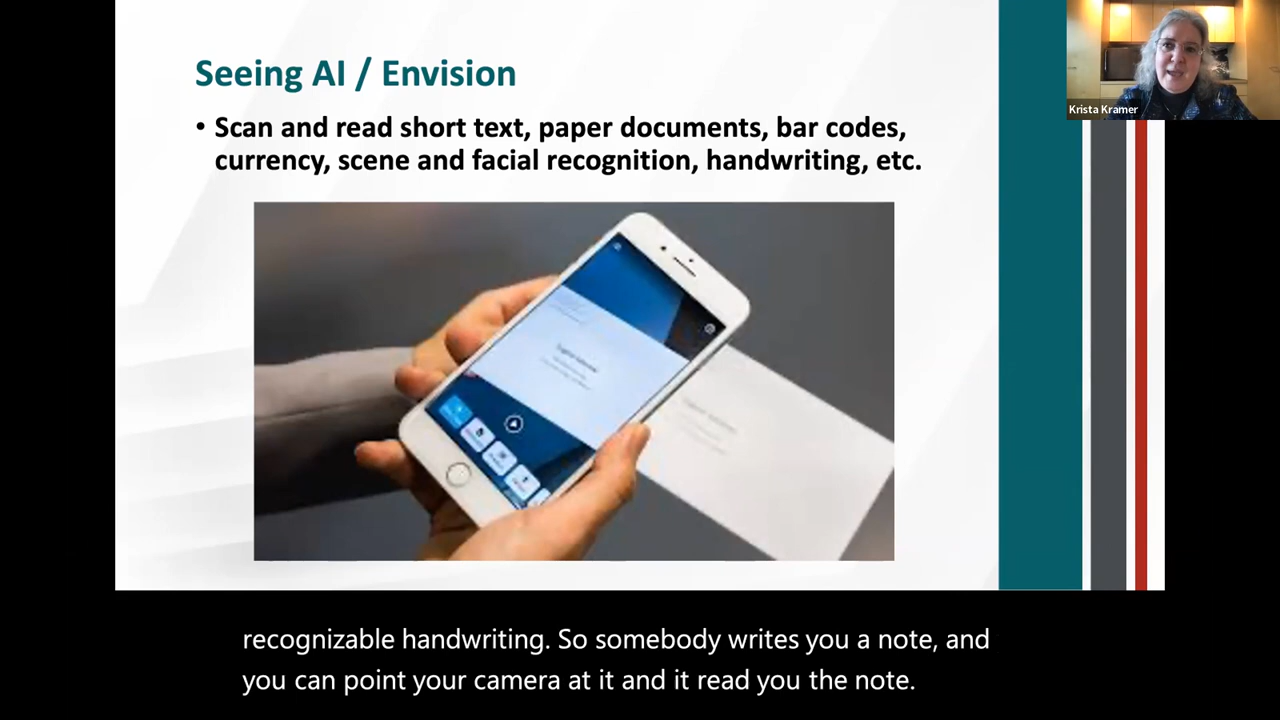 Seeing AI / Envision
• Scan and read short text, paper documents, bar codes,
currency, scene and facial recognition, handwriting, etc.
Krista Kramer
recognizable handwriting. So somebody writes you a note, and
you can point your camera at it and it read you the note.